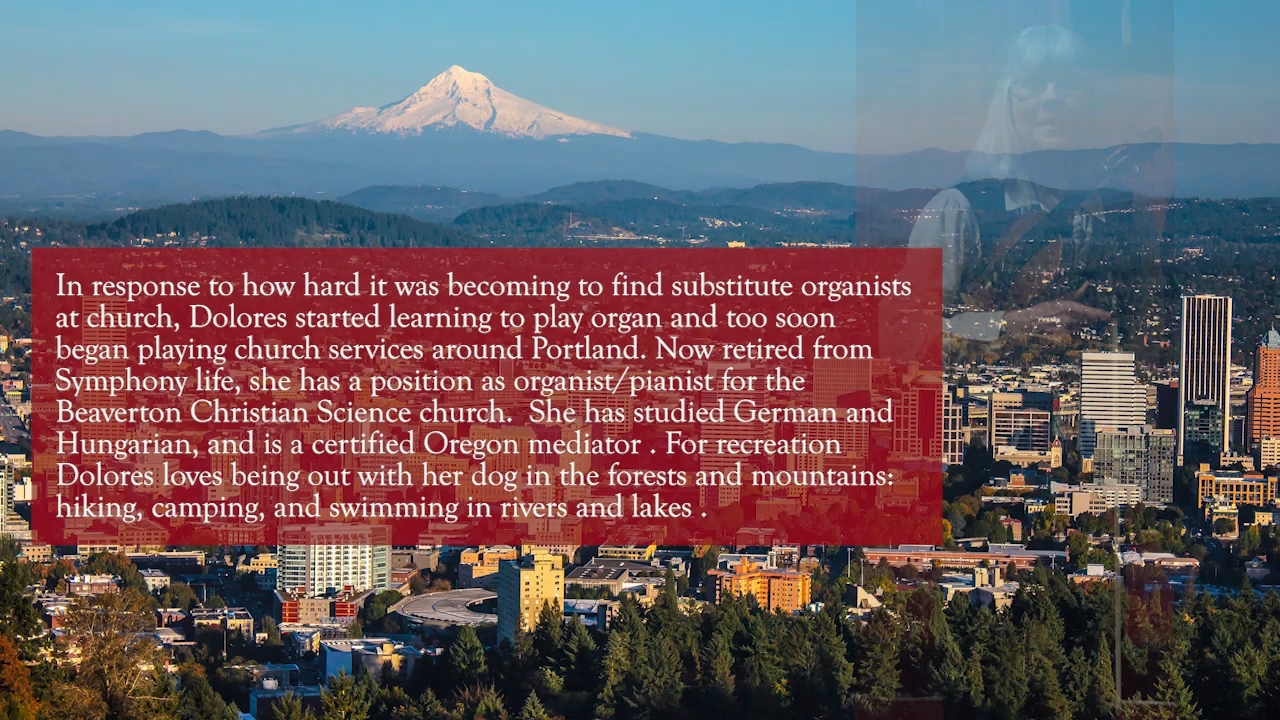 In response to how hard it was becoming to find substitute organists
at church, Dolores started learning to play organ and too soon
began playing church services around Portland. Now retired from
Symphony life, she has a position as organist/pianist for the
Beaverton Christian Science church.  She has studied German and
Hungarian, and is a certified Oregon mediator . For recreation
Dolores loves being out with her dog in the forests and mountains:
hiking, camping, and swimming in rivers and lakes .